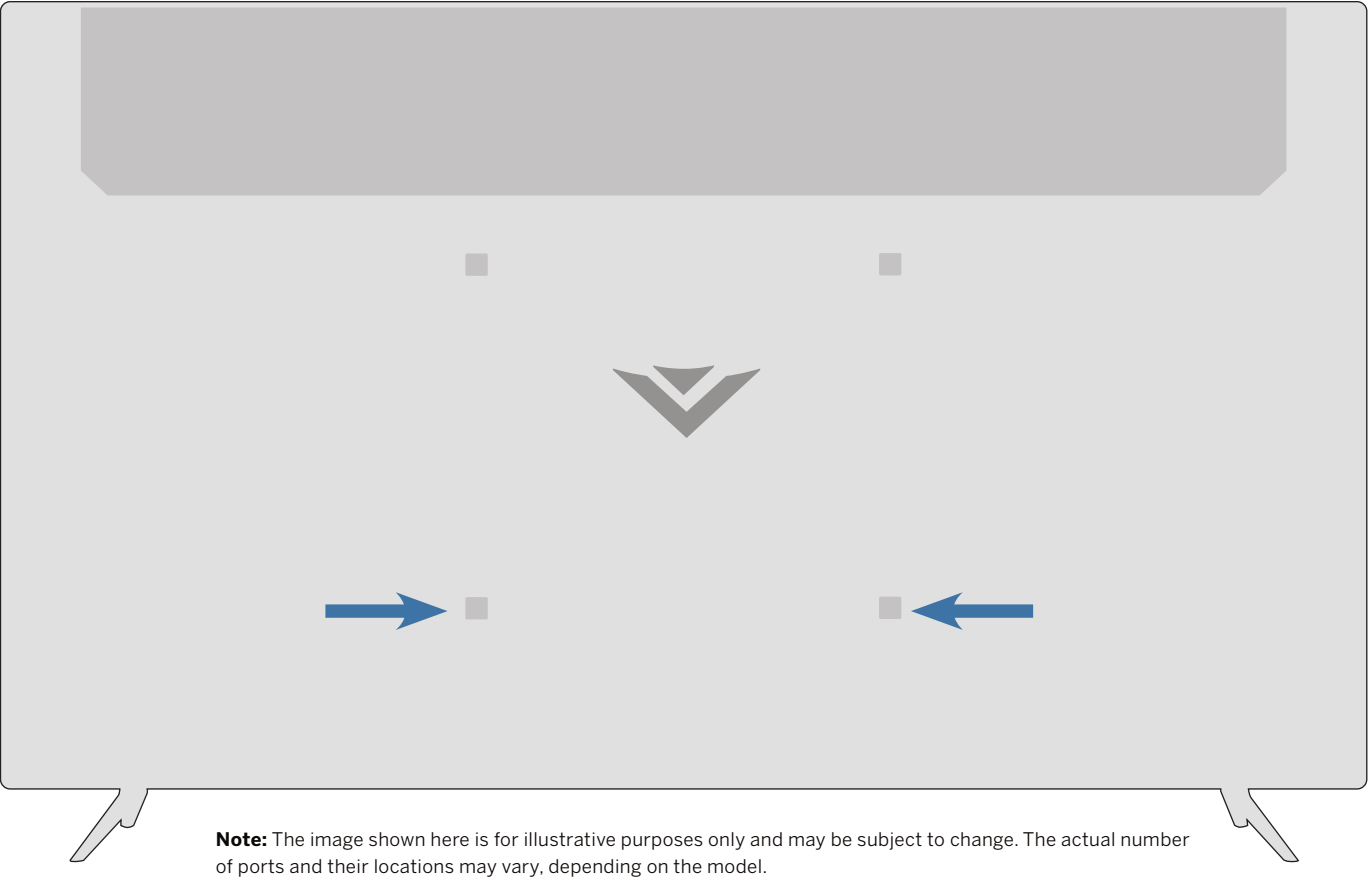 Note: The image shown here is for illustrative purposes only and may be subject to change. The actual number
of ports and their locations may vary, depending on the model.